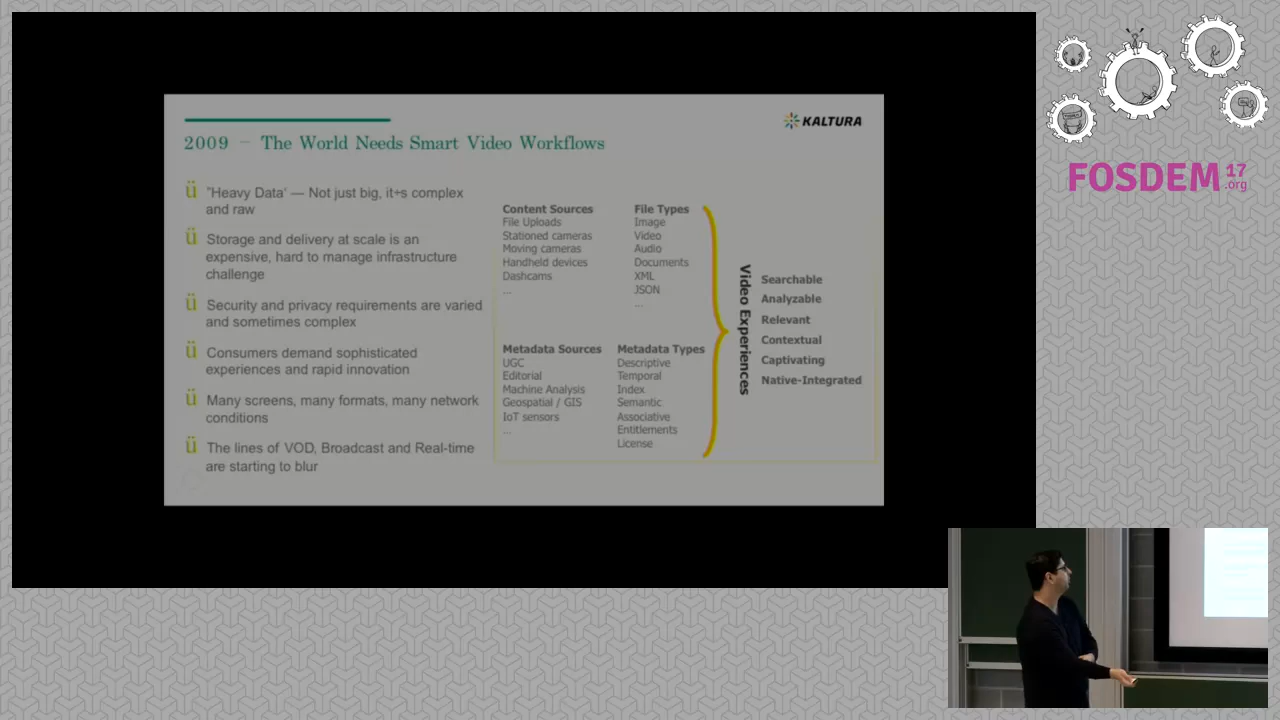 KALTURA
2009 – The World Needs Smart Video Workflows
ü "Heavy Data' — Not just big, it÷s complex
and raw
ü Storage and delivery at scale is an
expensive, hard to manage infrastructure
challenge
ü Security and privacy requirements are varied
and sometimes complex
ü Consumers demand sophisticated
experiences and rapid innovation
ü Many screens, many formats, many network
conditions
ü The lines of VOD, Broadcast and Real-time
are starting to blur
Content Sources
File Uploads
Stationed cameras
Moving cameras
Handheld devices
Dashcams
...
File Types
Image
Video
Audio
Documents
XML
JSON
...
Metadata Sources
UGC
Editorial
Machine Analysis
Geospatial / GIS
IoT sensors
...
Metadata Types
Descriptive
Temporal
Index
Semantic
Associative
Entitlements
License
Video Experiences
Searchable
Analyzable
Relevant
Contextual
Captivating
Native-Integrated
FOSDEM 17
.org